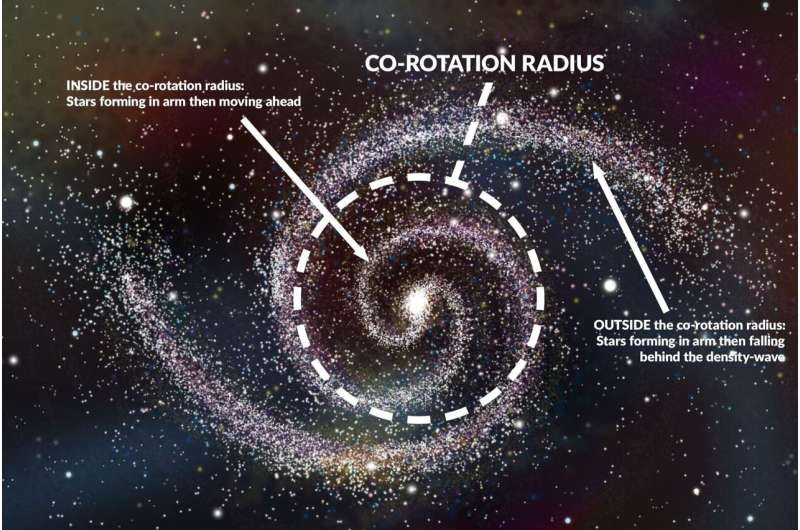 CO-ROTATION RADIUS
INSIDE the co-rotation radius:
Stars forming in arm then moving ahead
OUTSIDE the co-rotation radius:
Stars forming in arm then falling
behind the density-wave